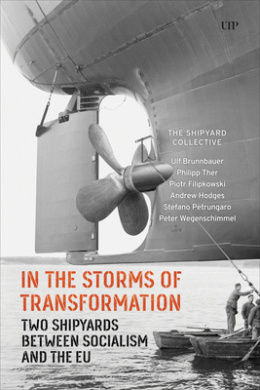 UTP
THE SHIPYARD
COLLECTIVE
Ulf Brunnbauer
Philipp Ther
Piotr Filipkowski
Andrew Hodges
Stefano Petrungaro
Peter Wegenschimmel
IN THE STORMS OF
TRANSFORMATION
TWO SHIPYARDS
BETWEEN SOCIALISM
AND THE EU